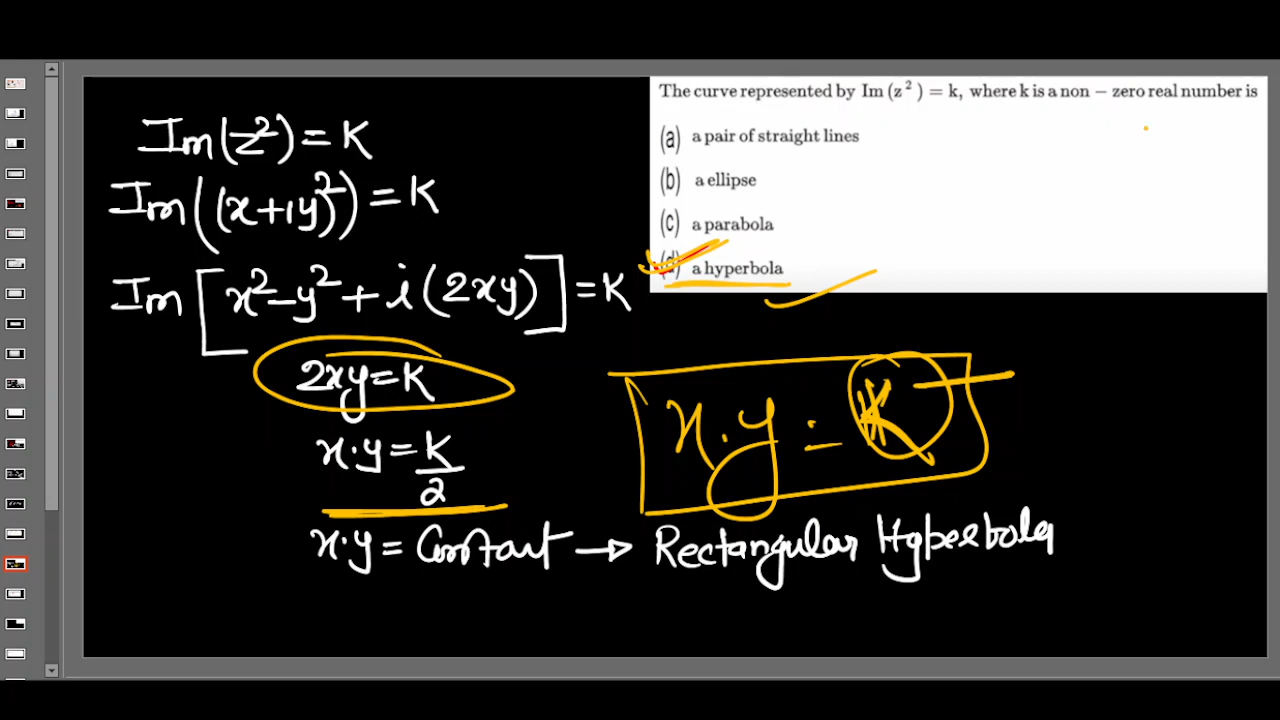 The curve represented by Im (z²) = k, where k is a non − zero real number is
(a) a pair of straight lines
(b) a ellipse
(c) a parabola
(d) a hyperbola
Im(z²) = K
Im((x+iy)²) = K
Im[x²-y²+i(2xy)] = K
2xy=K
x·y=K/2
x·y = K
x·y = Constant → Rectangular Hyperbola